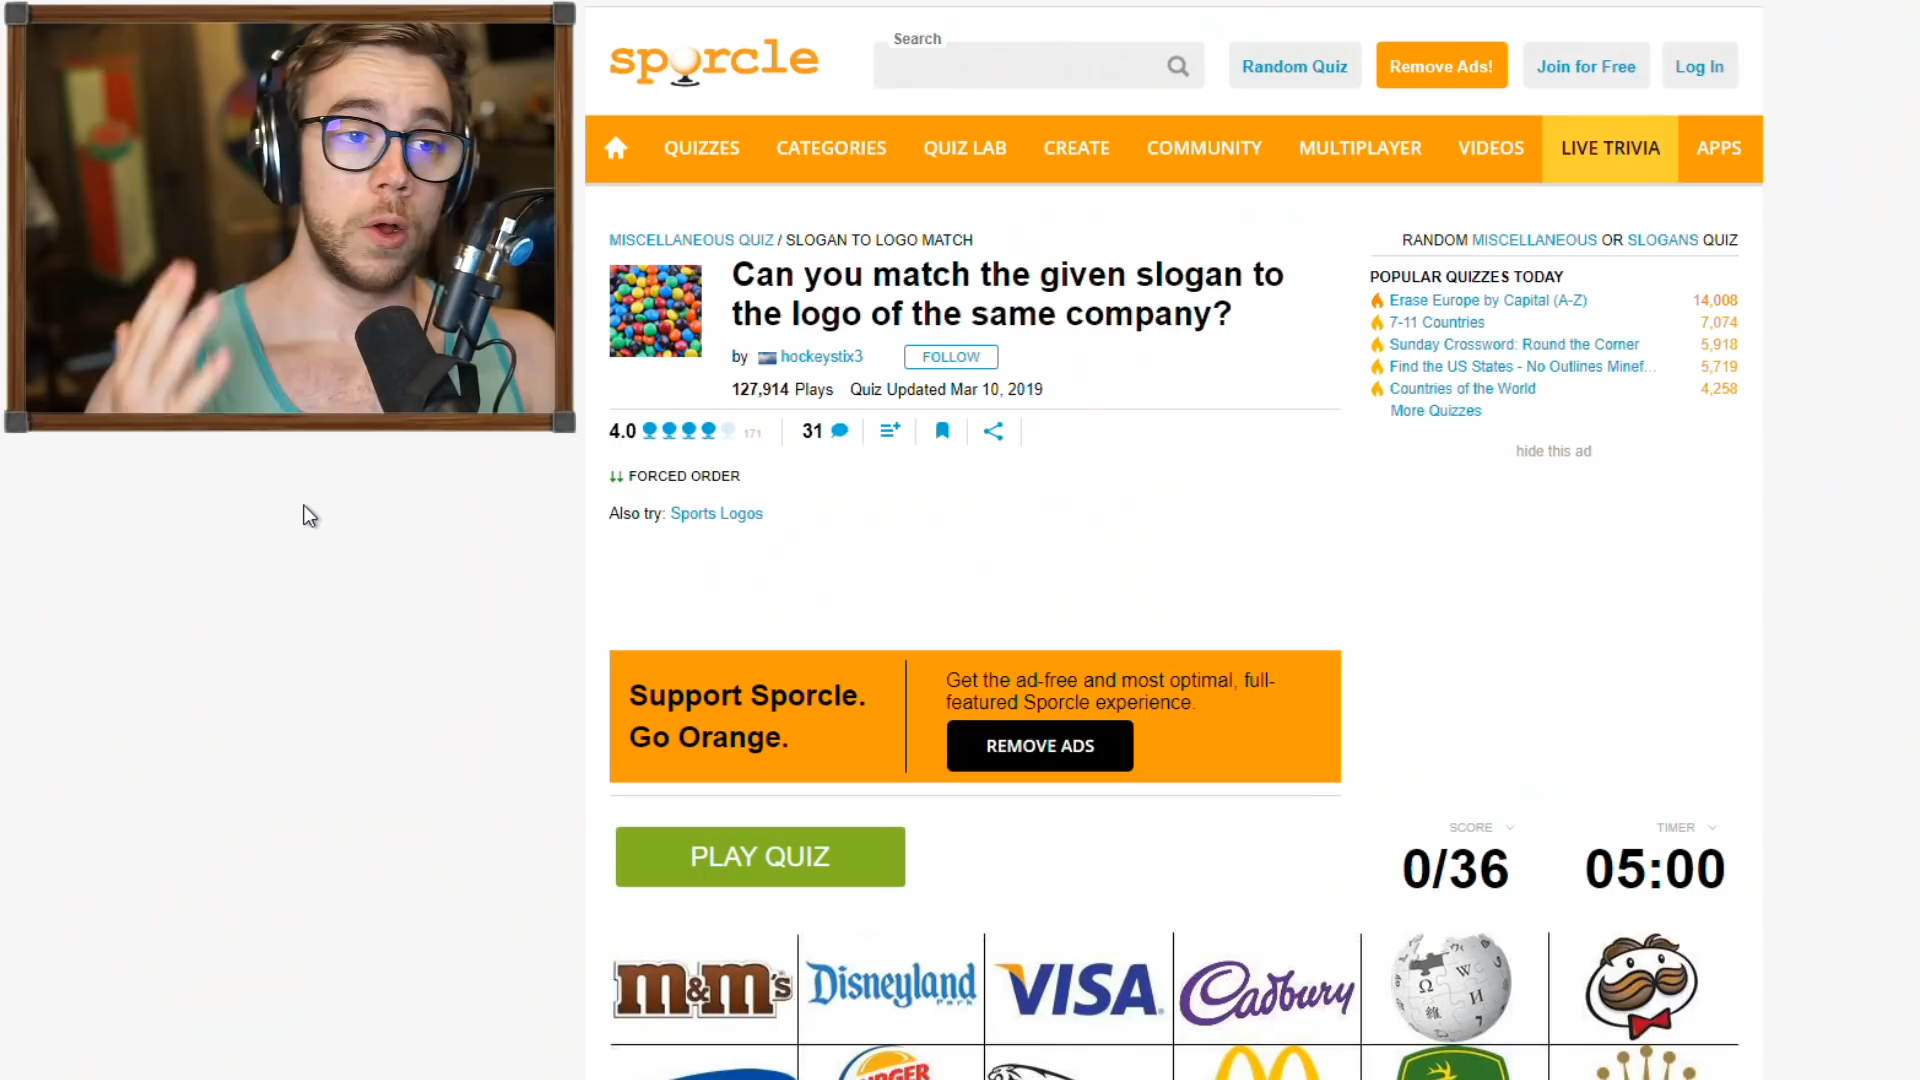 sporcle
Search
Random Quiz
Remove Ads!
Join for Free
Log In
QUIZZES
CATEGORIES
QUIZ LAB
CREATE
COMMUNITY
MULTIPLAYER
VIDEOS
LIVE TRIVIA
APPS
MISCELLANEOUS QUIZ / SLOGAN TO LOGO MATCH
Can you match the given slogan to
the logo of the same company?
by hockeystix3
FOLLOW
127,914 Plays Quiz Updated Mar 10, 2019
4.0
171
31
FORCED ORDER
Also try: Sports Logos
RANDOM MISCELLANEOUS OR SLOGANS QUIZ
POPULAR QUIZZES TODAY
Erase Europe by Capital (A-Z) 14,008
7-11 Countries 7,074
Sunday Crossword: Round the Corner 5,918
Find the US States - No Outlines Minef... 5,719
Countries of the World 4,258
More Quizzes
hide this ad
Support Sporcle.
Go Orange.
Get the ad-free and most optimal, full-
featured Sporcle experience.
REMOVE ADS
PLAY QUIZ
SCORE
0/36
TIMER
05:00
m&m's
Disneyland
Park
VISA
Cadbury
Ω W И 維